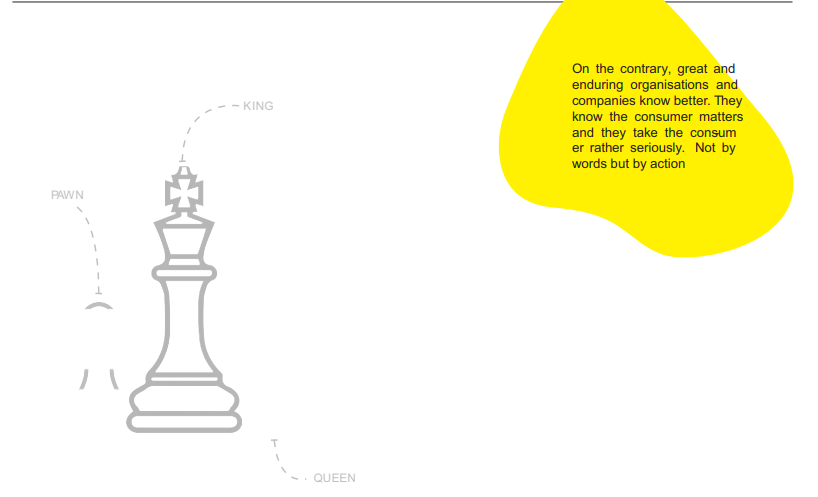 On the contrary, great and
enduring organisations and
companies know better. They
know the consumer matters
and they take the consum
er rather seriously. Not by
words but by action
KING
PAWN
QUEEN